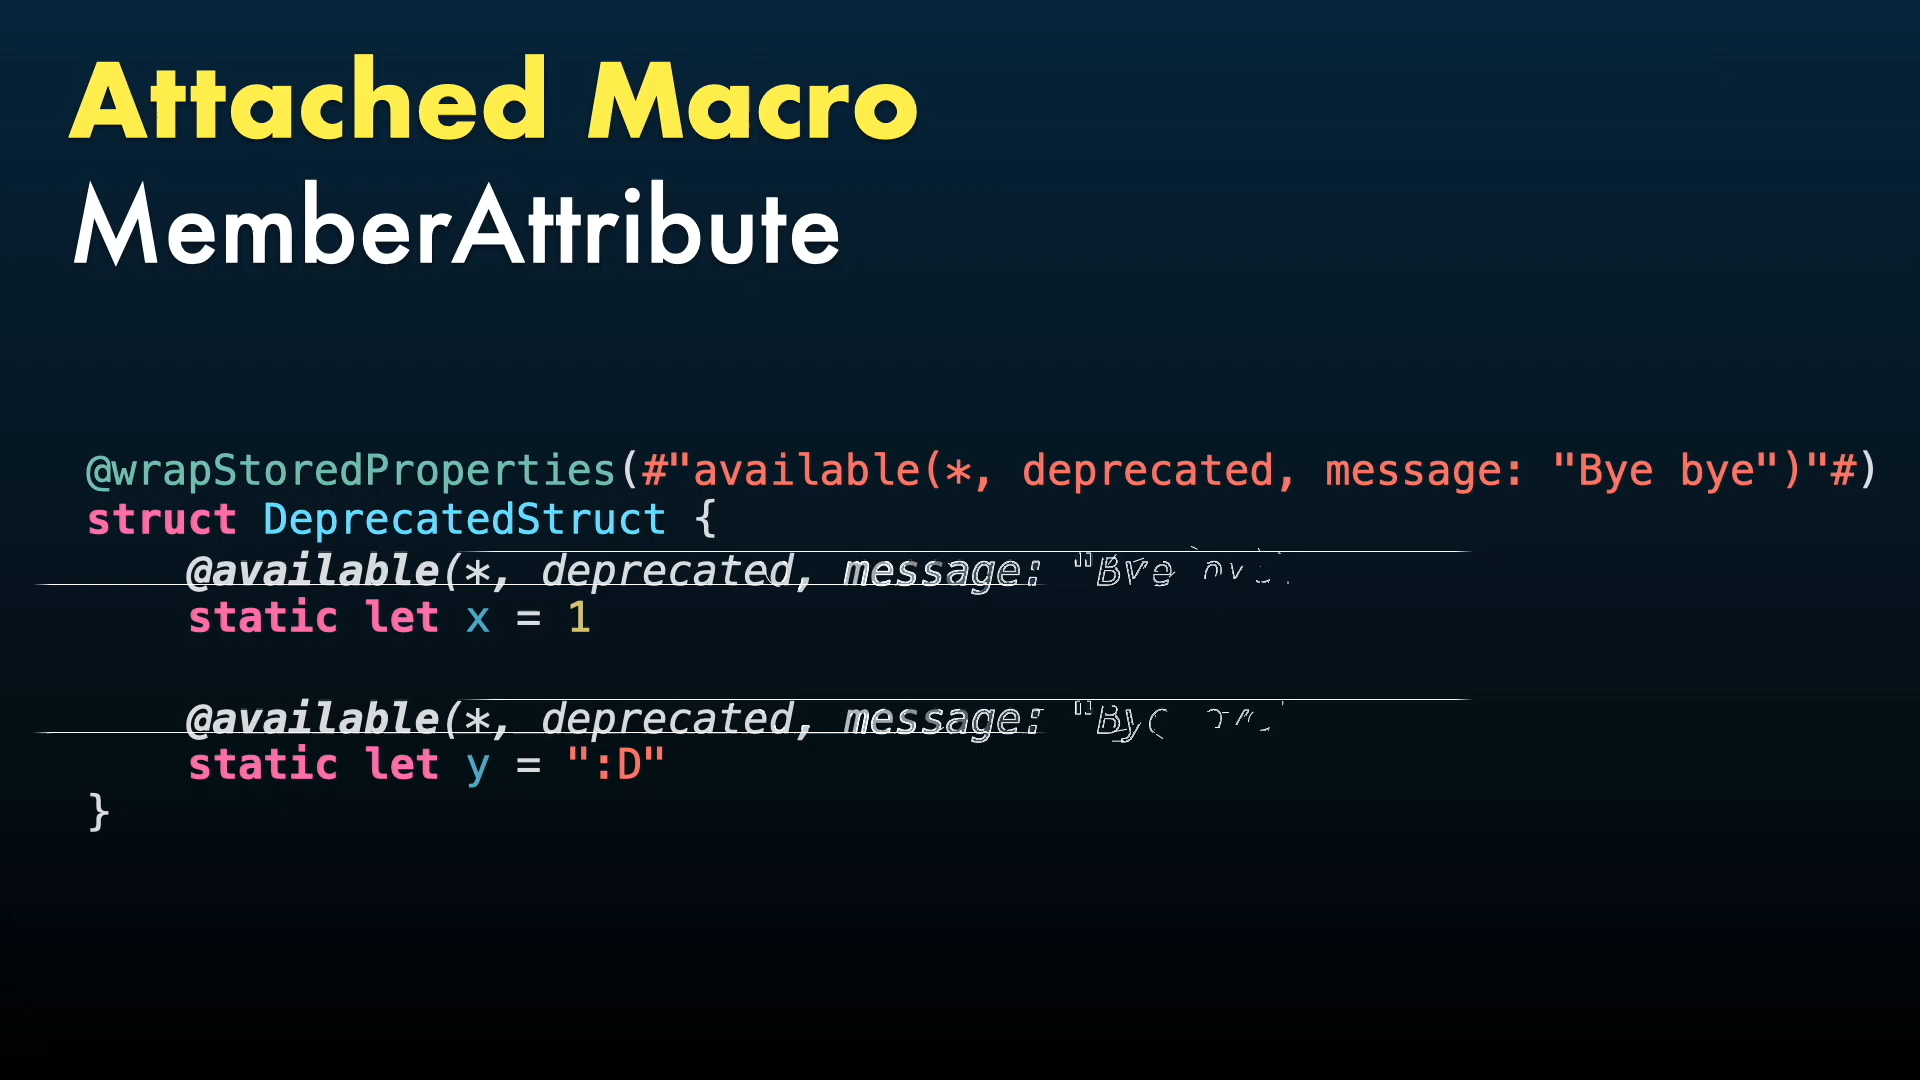 Attached Macro
MemberAttribute
@wrapStoredProperties(#"available(*, deprecated, message: "Bye bye")"#)
struct DeprecatedStruct {
@available(*, deprecated, message:
static let x = 1
@available(*, deprecated, message:
static let y = ":D"
}